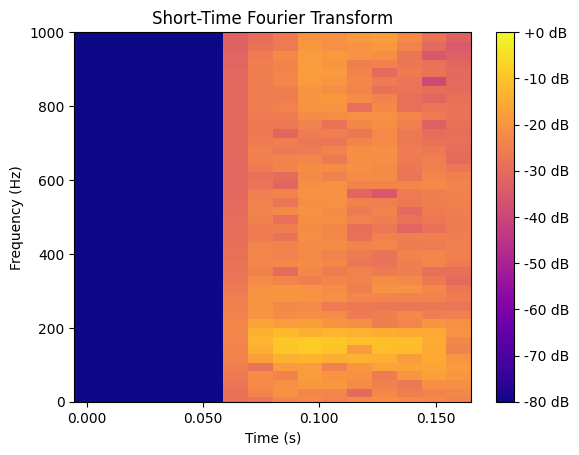 Short-Time Fourier Transform
1000
800
600
400
200
0
Frequency (Hz)
0.000
0.050
0.100
0.150
Time (s)
+0 dB
-10 dB
-20 dB
-30 dB
-40 dB
-50 dB
-60 dB
-70 dB
-80 dB